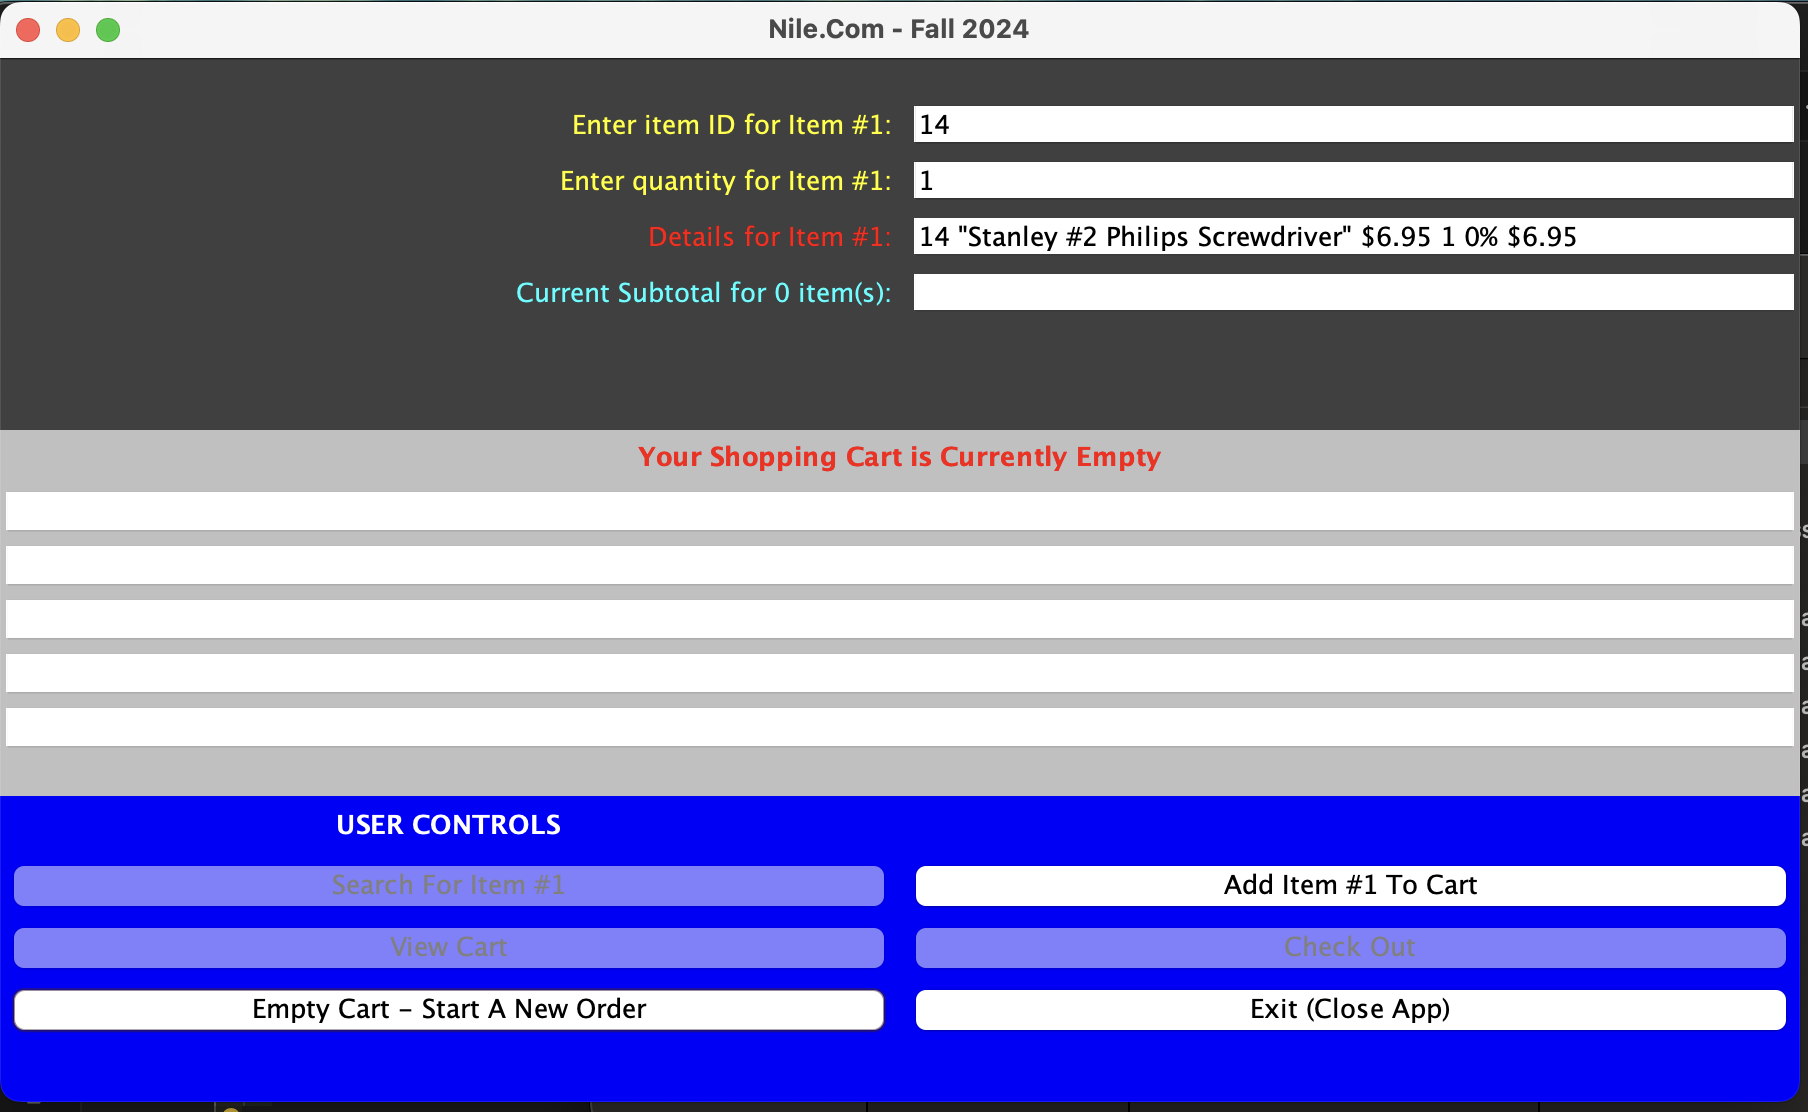 Nile.Com - Fall 2024
Enter item ID for Item #1: 14
Enter quantity for Item #1: 1
Details for Item #1: 14 "Stanley #2 Philips Screwdriver" $6.95 1 0% $6.95
Current Subtotal for 0 item(s):
Your Shopping Cart is Currently Empty
USER CONTROLS
Search For Item #1 Add Item #1 To Cart
View Cart Check Out
Empty Cart – Start A New Order Exit (Close App)